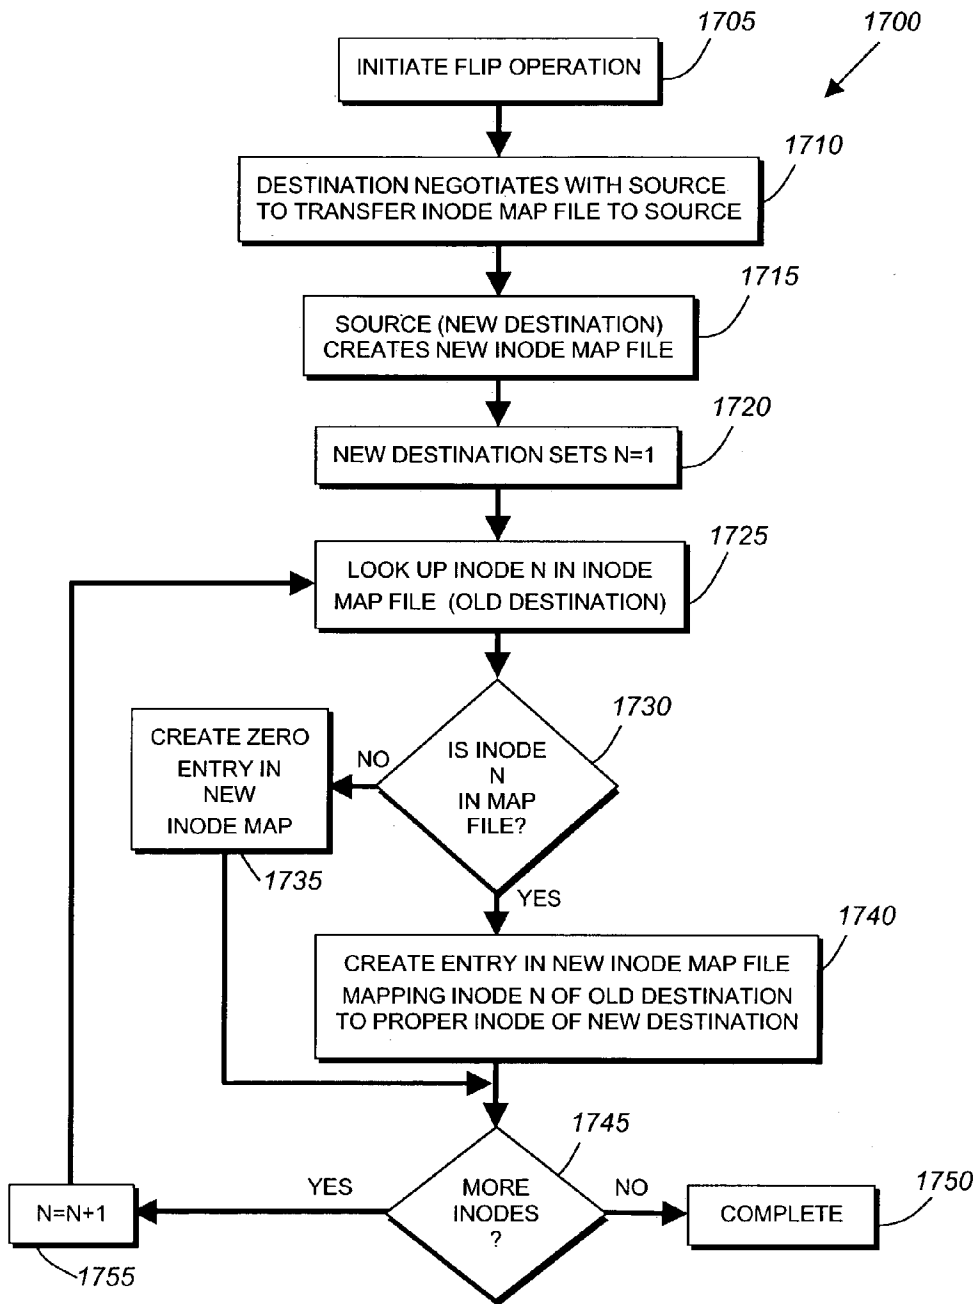 1705
1700
INITIATE FLIP OPERATION
1710
DESTINATION NEGOTIATES WITH SOURCE
TO TRANSFER INODE MAP FILE TO SOURCE
1715
SOURCE (NEW DESTINATION)
CREATES NEW INODE MAP FILE
1720
NEW DESTINATION SETS N=1
1725
LOOK UP INODE N IN INODE
MAP FILE (OLD DESTINATION)
1730
CREATE ZERO
ENTRY IN
NEW
INODE MAP
NO
IS INODE
N
IN MAP
FILE?
1735
YES
1740
CREATE ENTRY IN NEW INODE MAP FILE
MAPPING INODE N OF OLD DESTINATION
TO PROPER INODE OF NEW DESTINATION
1745
YES
MORE
INODES
?
NO
1750
N=N+1
COMPLETE
1755